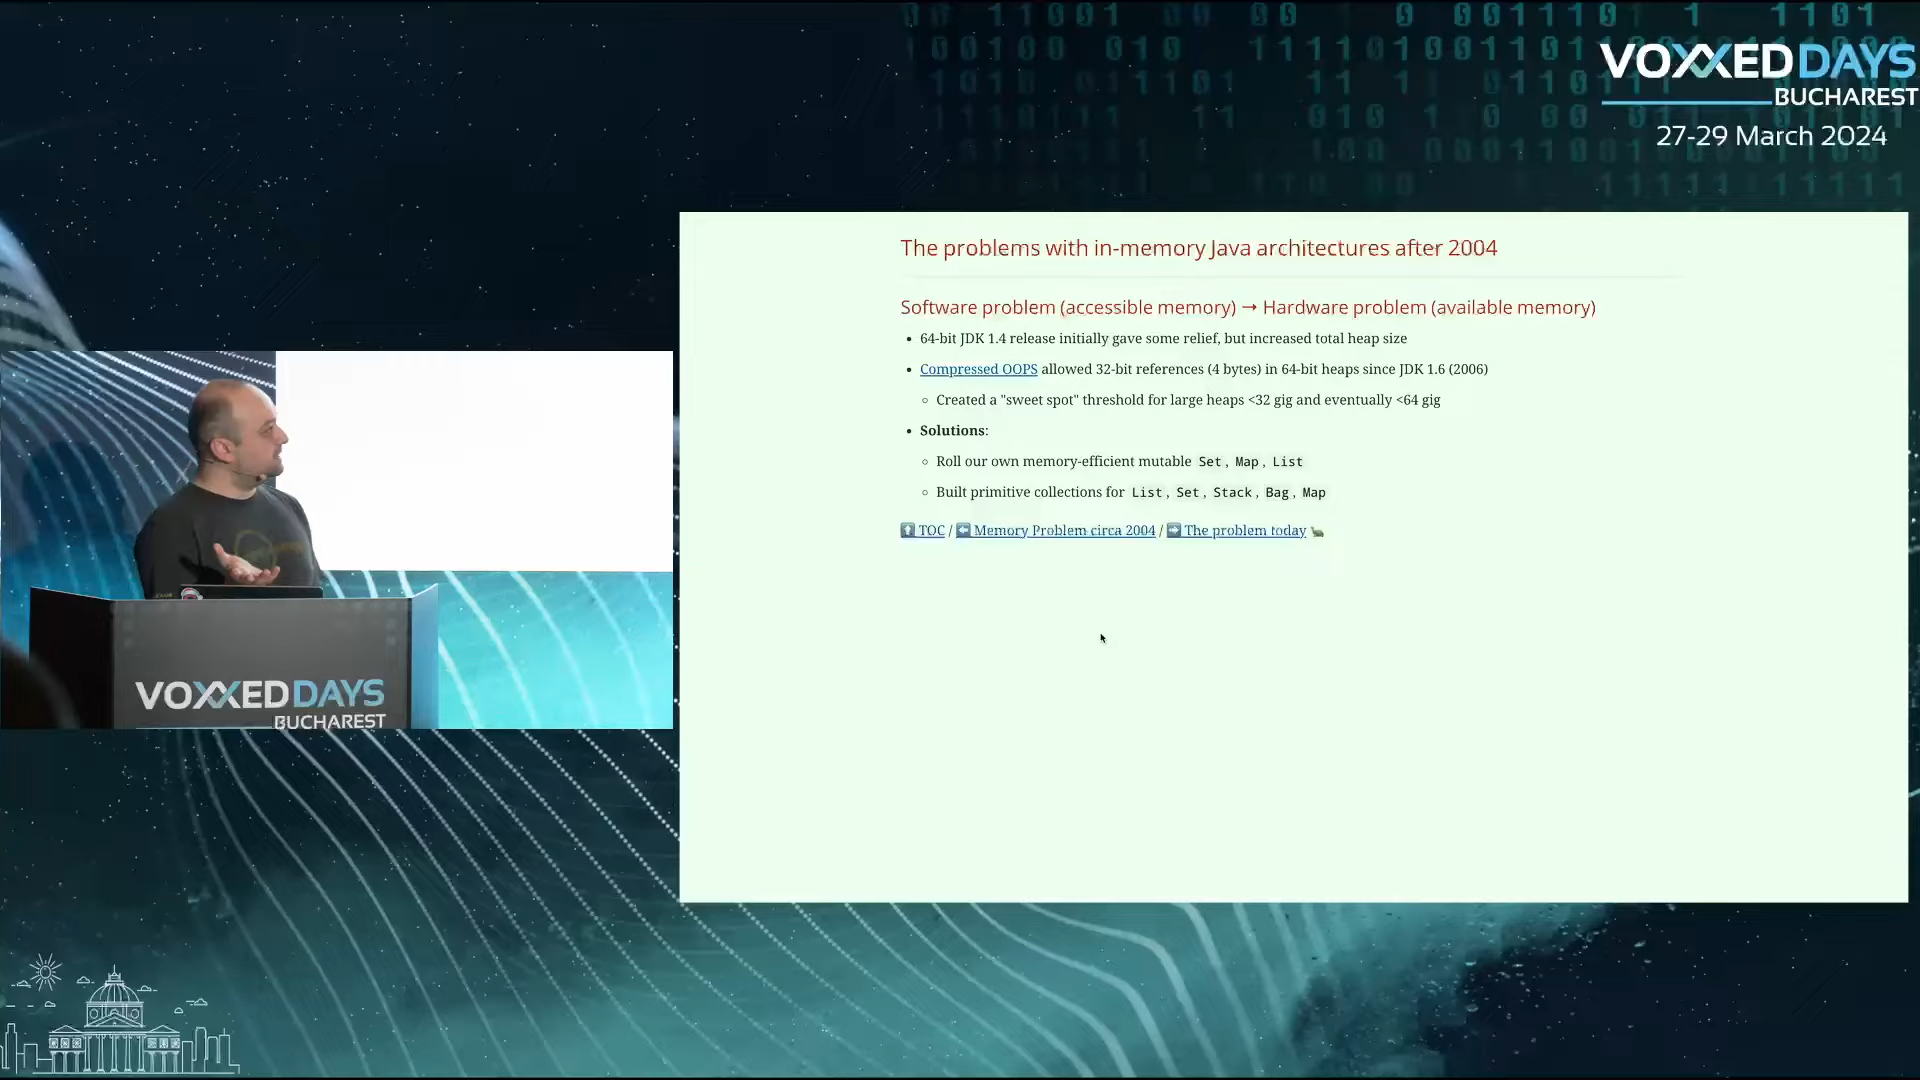 VOXXEDDAYS
BUCHAREST
27-29 March 2024
The problems with in-memory Java architectures after 2004
Software problem (accessible memory) → Hardware problem (available memory)
• 64-bit JDK 1.4 release initially gave some relief, but increased total heap size
• Compressed OOPS allowed 32-bit references (4 bytes) in 64-bit heaps since JDK 1.6 (2006)
◦ Created a "sweet spot" threshold for large heaps <32 gig and eventually <64 gig
• Solutions:
◦ Roll our own memory-efficient mutable Set, Map, List
◦ Built primitive collections for List, Set, Stack, Bag, Map
⬆️ TOC / ⬅️ Memory Problem circa 2004 / ➡️ The problem today 🐢
VOXXEDDAYS
BUCHAREST